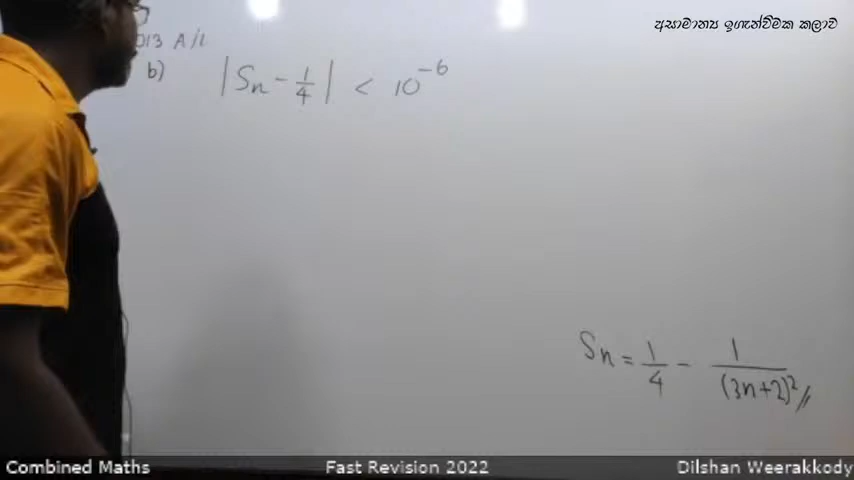 අසාමාන්‍ය ඉගැන්වීමක කලාව
013 A/L
b) |Sn - 1/4| < 10^-6
Sn = 1/4 - 1/(3n+2)^2 //
Combined Maths
Fast Revision 2022
Dilshan Weerakkody